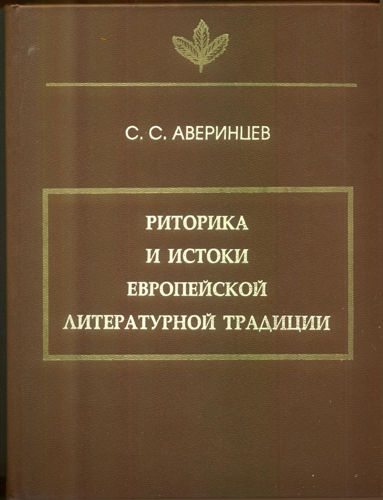 С. С. АВЕРИНЦЕВ
РИТОРИКА
И ИСТОКИ
ЕВРОПЕЙСКОЙ
ЛИТЕРАТУРНОЙ ТРАДИЦИИ